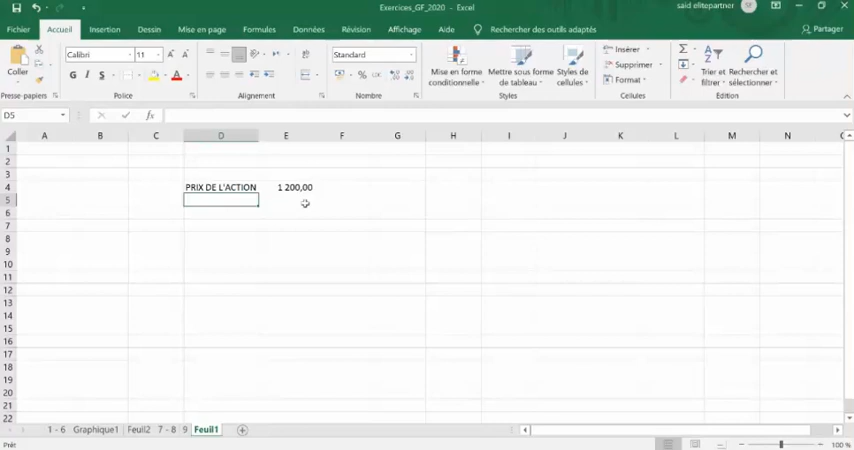 Exercices_GF_2020 - Excel
said elitepartner
Fichier Accueil Insertion Dessin Mise en page Formules Données Révision Affichage Aide Rechercher des outils adaptés Partager
Coller
Calibri 11
G I S
Standard
%
Mise en forme conditionnelle
Mettre sous forme de tableau
Styles de cellules
Insérer
Supprimer
Format
Trier et filtrer
Rechercher et sélectionner
Presse-papiers Police Alignement Nombre Styles Cellules Edition
D5 fx
A B C D E F G H I J K L M N
1
2
3
4 PRIX DE L'ACTION 1 200,00
5
6
7
8
9
10
11
12
13
14
15
16
17
18
19
20
21
22
1 - 6 Graphique1 Feuil2 7 - 8 9 Feuil1
Prêt 100 %